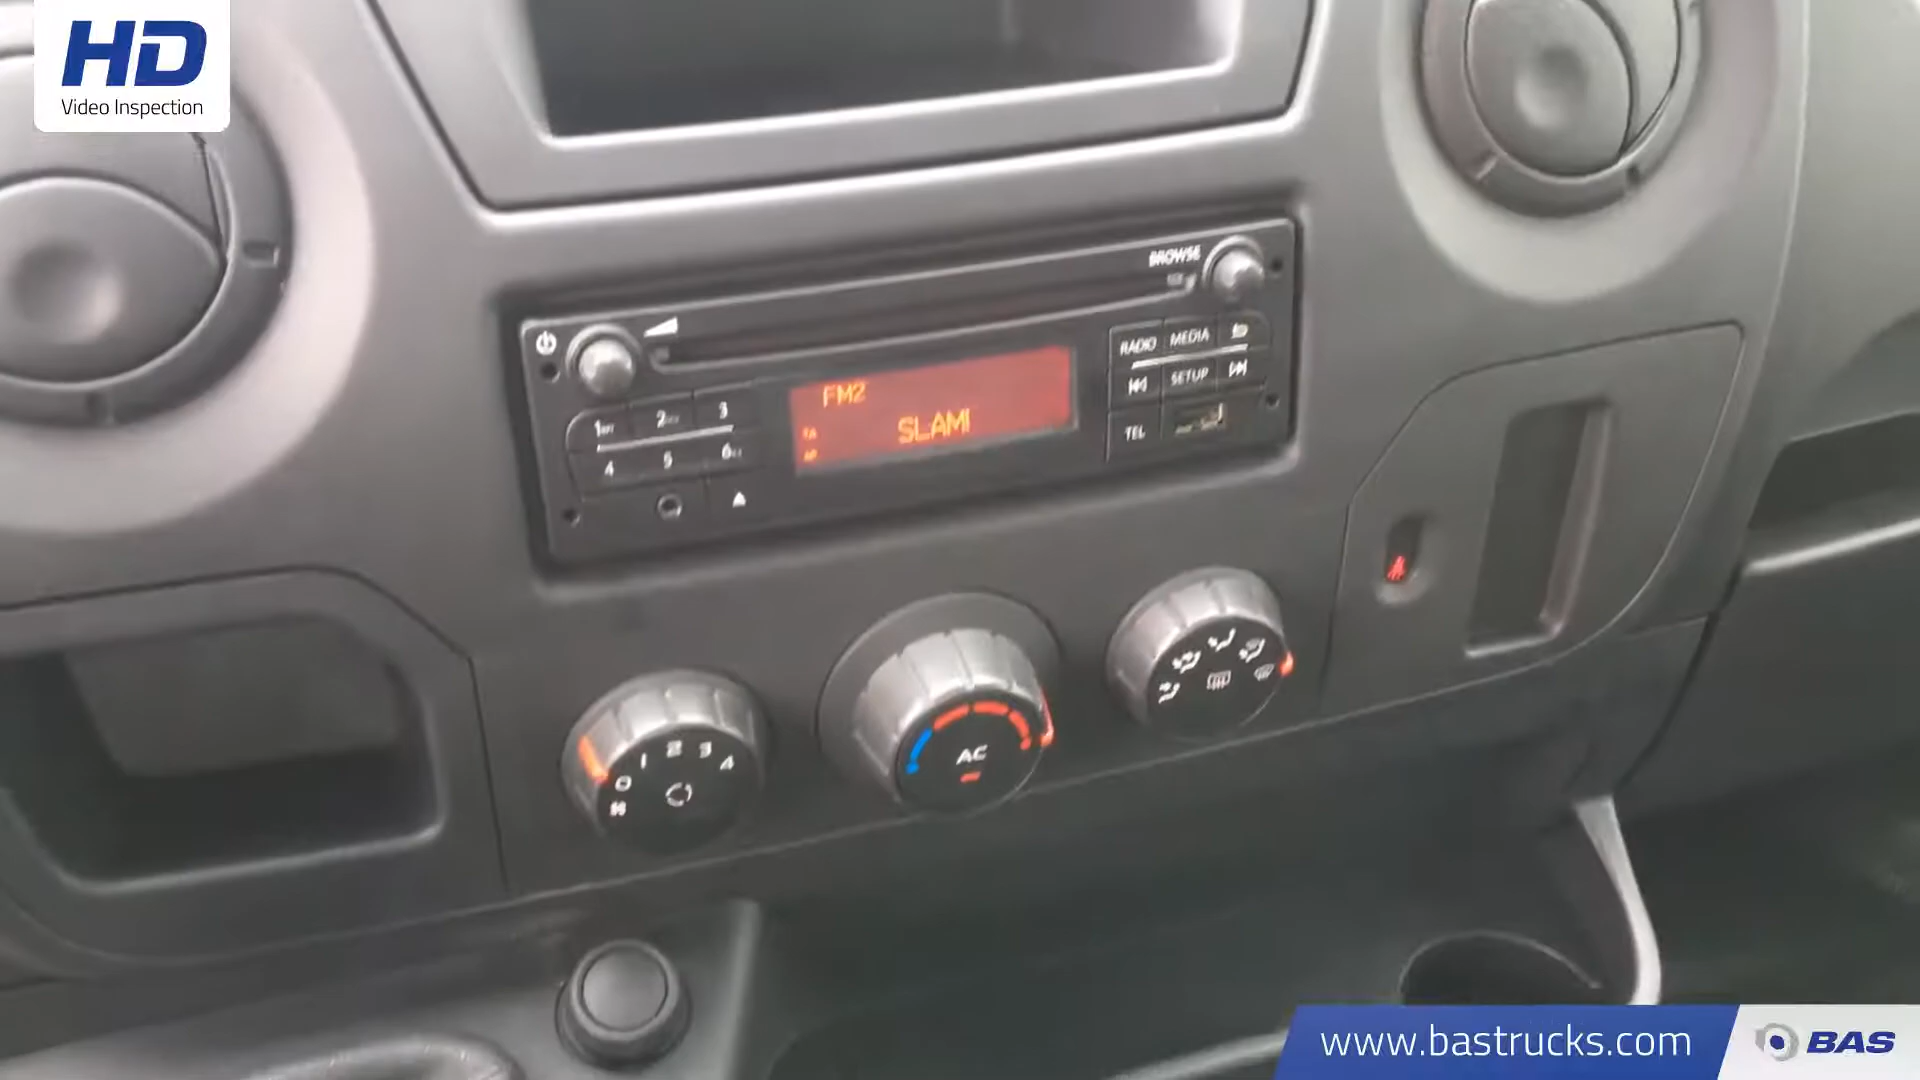 HD
Video Inspection
BROWSE
RADIO MEDIA
SETUP
TEL
1 2 3
4 5 6
FM2
SLAM!
0 1 2 3 4
AC
www.bastrucks.com
BAS